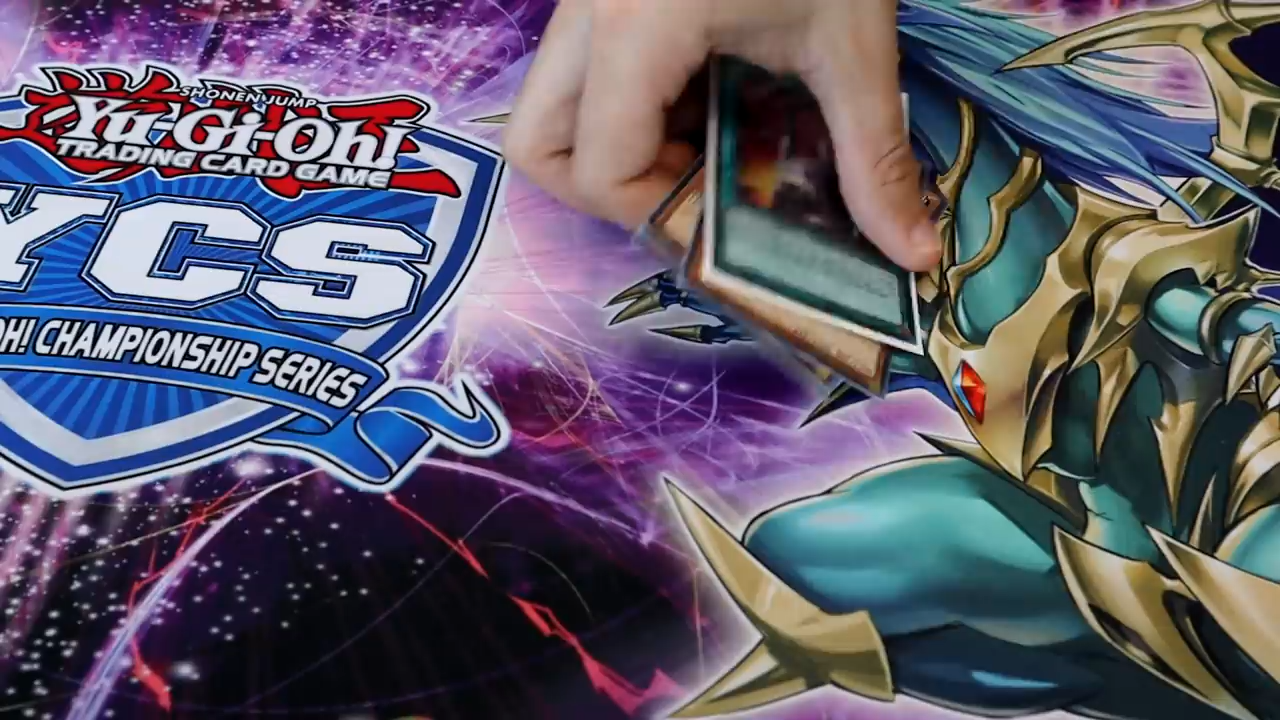 SHONEN JUMP
Yu-Gi-Oh!
TRADING CARD GAME
YCS
OH! CHAMPIONSHIP SERIES